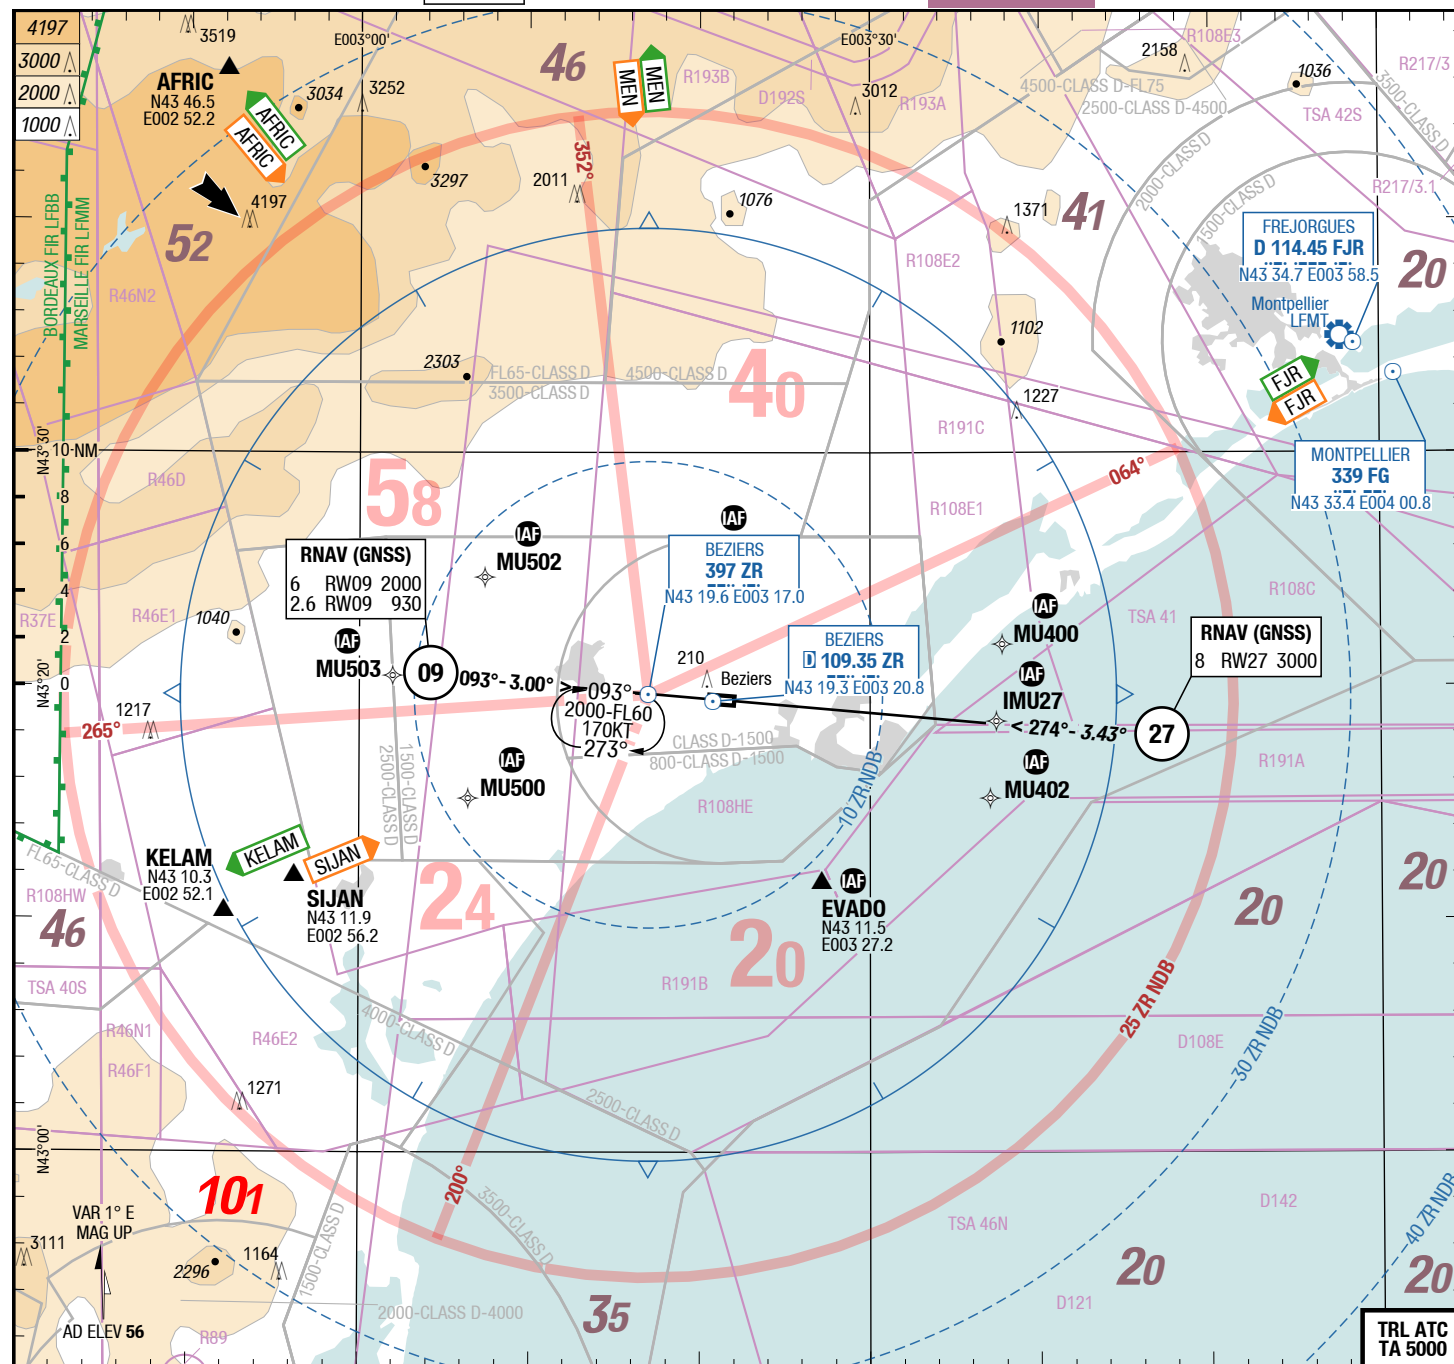 4197
3000
2000
1000
3519
AFRIC
N43 46.5
E002 52.2
AFRIC
AFRIC
3034
E003°00'
3252
46
MEN
MEN
R193B
D192S
E003°30'
3012
R193A
2158
R108E3
4500-CLASS D-FL75
2500-CLASS D-4500
1036
R217/3
3500-CLASS D
TSA 42S
R217/3.1
2000-CLASS D
1500-CLASS D
4197
52
3297
352°
2011
1076
1371
41
FREJORGUES
D 114.45 FJR
N43 34.7 E003 58.5
20
BORDEAUX FIR LFBB
MARSEILLE FIR LFMM
R46N2
R108E2
Montpellier
LFMT
1102
2303
FL65-CLASS D
3500-CLASS D
4500-CLASS D
40
1227
FJR
FJR
R191C
N43°30'
10 NM
8
6
4
2
0
R46D
58
064°
MONTPELLIER
339 FG
N43 33.4 E004 00.8
R108E1
IAF
MU502
IAF
RNAV (GNSS)
6 RW09 2000
2.6 RW09 930
BEZIERS
397 ZR
N43 19.6 E003 17.0
R37E
R46E1
1040
R108C
IAF
MU400
TSA 41
RNAV (GNSS)
8 RW27 3000
IAF
MU503
09
093°- 3.00° >
093°
2000-FL60
170KT
273°
210
Beziers
BEZIERS
D 109.35 ZR
N43 19.3 E003 20.8
IAF
IMU27
< 274°- 3.43°
27
N43°20'
1217
265°
CLASS D-1500
800-CLASS D-1500
2500-CLASS D
1500-CLASS D
IAF
MU500
R108HE
10 ZR NDB
IAF
MU402
R191A
FL65-CLASS D
KELAM
N43 10.3
E002 52.1
KELAM
SIJAN
SIJAN
N43 11.9
E002 56.2
R108HW
46
24
IAF
EVADO
N43 11.5
E003 27.2
20
20
20
TSA 40S
R191B
R46N1
R46E2
4000-CLASS D
25 ZR NDB
30 ZR NDB
D108E
R46F1
1271
2500-CLASS D
N43°00'
101
200°
3500-CLASS D
1500-CLASS D
VAR 1° E
MAG UP
TSA 46N
D142
40 ZR NDB
3111
2296
1164
20
20
2000-CLASS D-4000
35
D121
AD ELEV 56
R89
TRL ATC
TA 5000